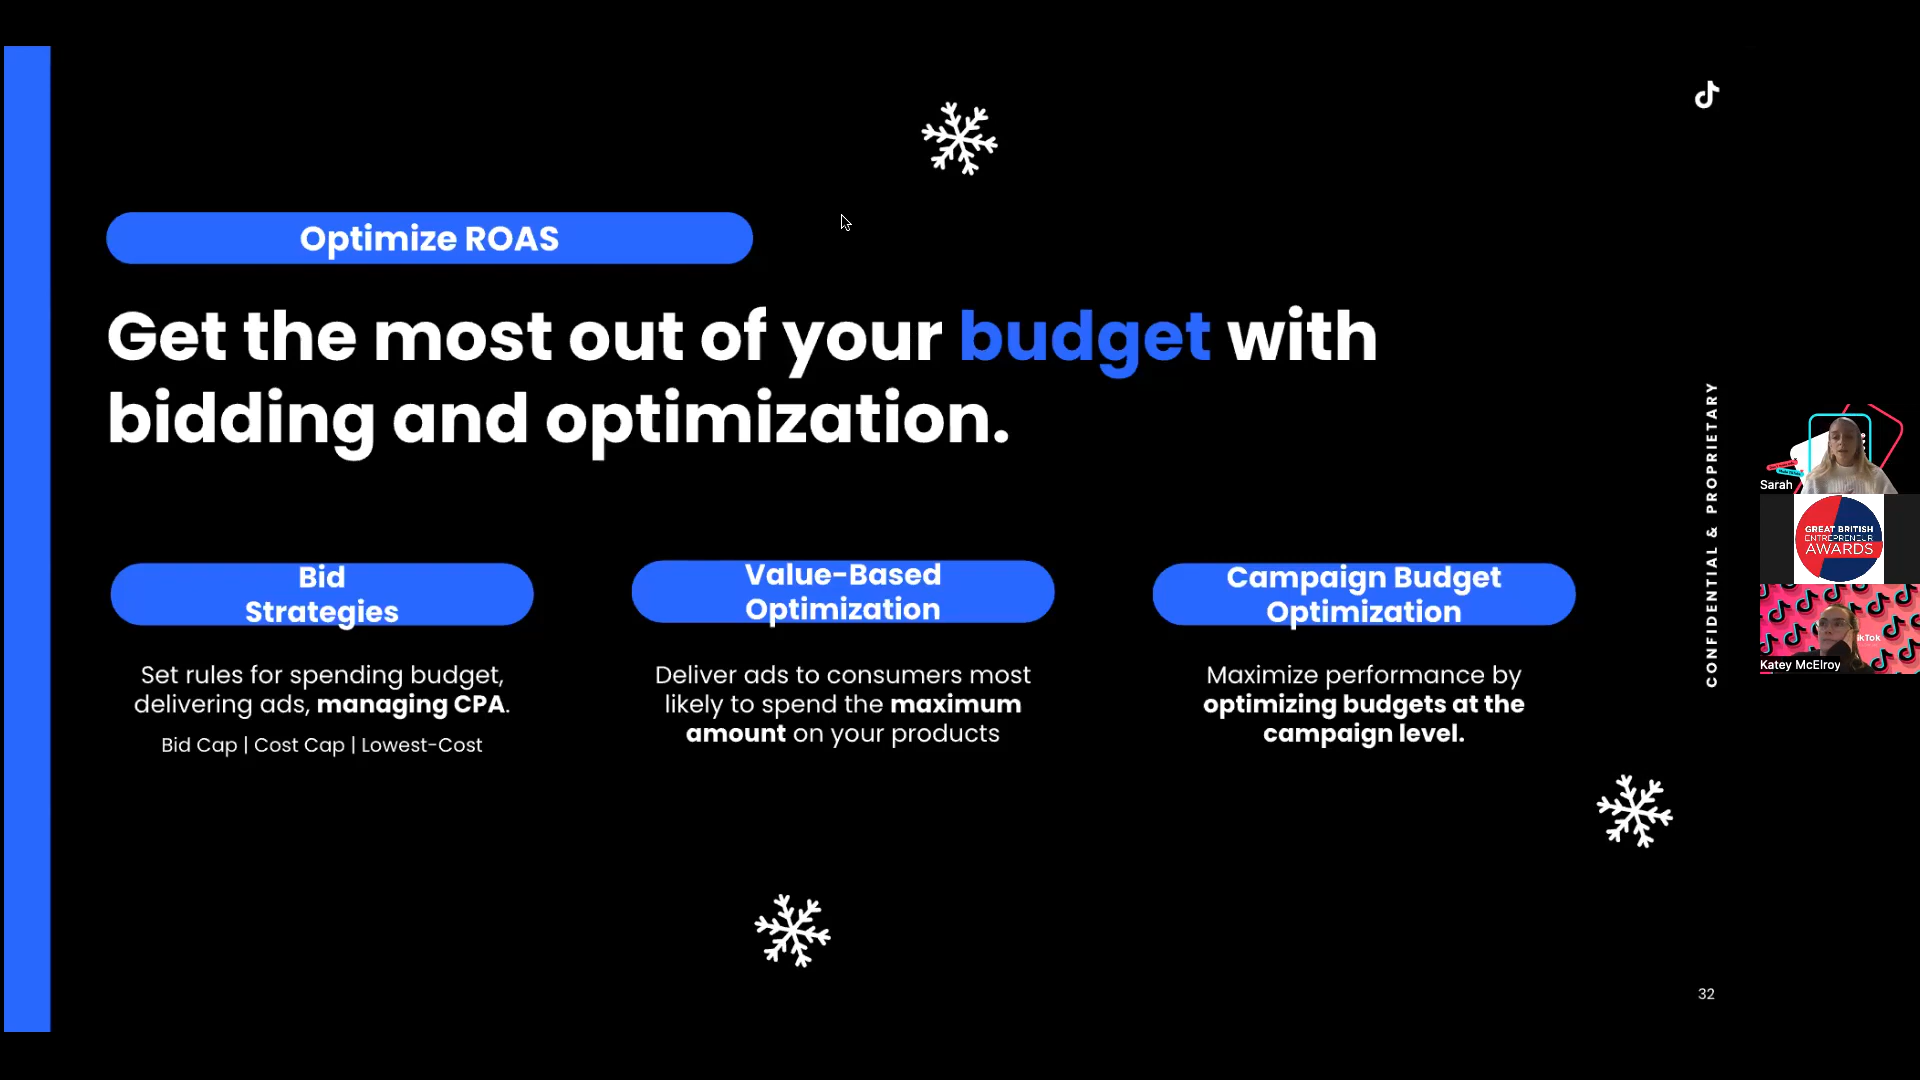 Optimize ROAS
Get the most out of your budget with
bidding and optimization.
Bid
Strategies
Set rules for spending budget,
delivering ads, managing CPA.
Bid Cap | Cost Cap | Lowest-Cost
Value-Based
Optimization
Deliver ads to consumers most
likely to spend the maximum
amount on your products
Campaign Budget
Optimization
Maximize performance by
optimizing budgets at the
campaign level.
CONFIDENTIAL & PROPRIETARY
32
Sarah
GREAT BRITISH
ENTREPRENEUR
AWARDS
Katey McElroy